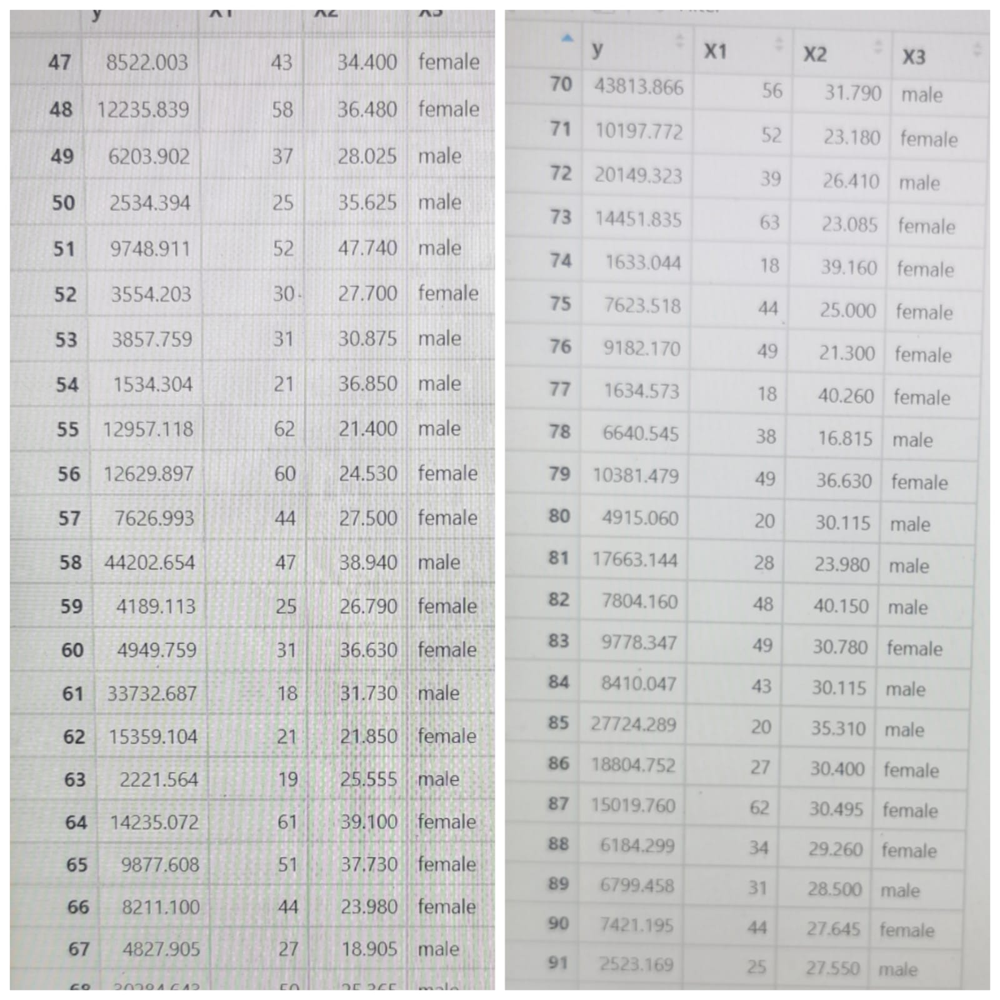 y X1 X2 X3
47 8522.003 43 34.400 female
48 12235.839 58 36.480 female
49 6203.902 37 28.025 male
50 2534.394 25 35.625 male
51 9748.911 52 47.740 male
52 3554.203 30 27.700 female
53 3857.759 31 30.875 male
54 1534.304 21 36.850 male
55 12957.118 62 21.400 male
56 12629.897 60 24.530 female
57 7626.993 44 27.500 female
58 44202.654 47 38.940 male
59 4189.113 25 26.790 female
60 4949.759 31 36.630 female
61 33732.687 18 31.730 male
62 15359.104 21 21.850 female
63 2221.564 19 25.555 male
64 14235.072 61 39.100 female
65 9877.608 51 37.730 female
66 8211.100 44 23.980 female
67 4827.905 27 18.905 male
68 30284.643 50 25.365 male
y X1 X2 X3
70 43813.866 56 31.790 male
71 10197.772 52 23.180 female
72 20149.323 39 26.410 male
73 14451.835 63 23.085 female
74 1633.044 18 39.160 female
75 7623.518 44 25.000 female
76 9182.170 49 21.300 female
77 1634.573 18 40.260 female
78 6640.545 38 16.815 male
79 10381.479 49 36.630 female
80 4915.060 20 30.115 male
81 17663.144 28 23.980 male
82 7804.160 48 40.150 male
83 9778.347 49 30.780 female
84 8410.047 43 30.115 male
85 27724.289 20 35.310 male
86 18804.752 27 30.400 female
87 15019.760 62 30.495 female
88 6184.299 34 29.260 female
89 6799.458 31 28.500 male
90 7421.195 44 27.645 female
91 2523.169 25 27.550 male